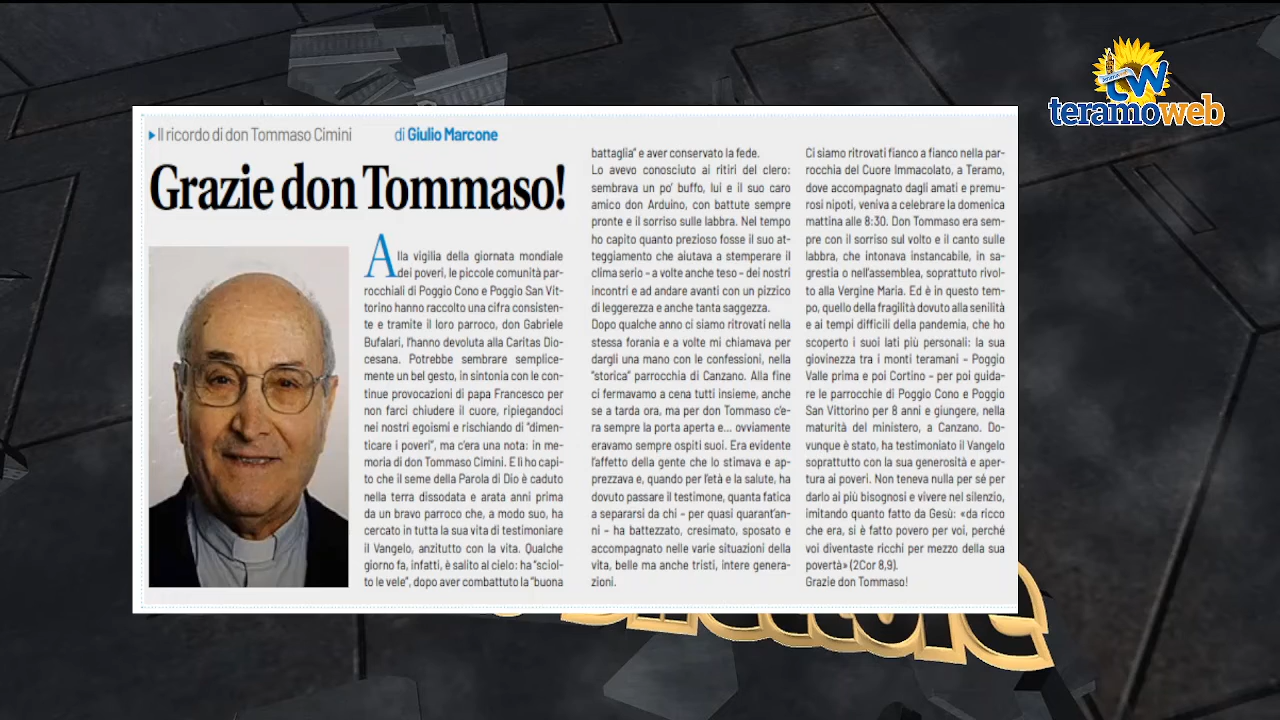 Il ricordo di don Tommaso Cimini
di Giulio Marcone
Grazie don Tommaso!
Alla vigilia della giornata mondiale
dei poveri, le piccole comunità par-
rocchiali di Poggio Cono e Poggio San Vit-
torino hanno raccolto una cifra consisten-
te e tramite il loro parroco, don Gabriele
Bufalari, l'hanno devoluta alla Caritas Dio-
cesana. Potrebbe sembrare semplice-
mente un bel gesto, in sintonia con le con-
tinue provocazioni di papa Francesco per
non farci chiudere il cuore, ripiegandoci
nei nostri egoismi e rischiando di "dimen-
ticare i poveri", ma c'era una nota: in me-
moria di don Tommaso Cimini. E lì ho capi-
to che il seme della Parola di Dio è caduto
nella terra dissodata e arata anni prima
da un bravo parroco che, a modo suo, ha
cercato in tutta la sua vita di testimoniare
il Vangelo, anzitutto con la vita. Qualche
giorno fa, infatti, è salito al cielo: ha "sciol-
to le vele", dopo aver combattuto la "buona
battaglia" e aver conservato la fede.
Lo avevo conosciuto ai ritiri del clero:
sembrava un po' buffo, lui e il suo caro
amico don Arduino, con battute sempre
pronte e il sorriso sulle labbra. Nel tempo
ho capito quanto prezioso fosse il suo at-
teggiamento che aiutava a stemperare il
clima serio – a volte anche teso – dei nostri
incontri e ad andare avanti con un pizzico
di leggerezza e anche tanta saggezza.
Dopo qualche anno ci siamo ritrovati nella
stessa forania e a volte mi chiamava per
dargli una mano con le confessioni, nella
"storica" parrocchia di Canzano. Alla fine
ci fermavamo a cena tutti insieme, anche
se a tarda ora, ma per don Tommaso c'e-
ra sempre la porta aperta e... ovviamente
eravamo sempre ospiti suoi. Era evidente
l'affetto della gente che lo stimava e ap-
prezzava e, quando per l'età e la salute, ha
dovuto passare il testimone, quanta fatica
a separarsi da chi – per quasi quarant'an-
ni – ha battezzato, cresimato, sposato e
accompagnato nelle varie situazioni della
vita, belle ma anche tristi, intere genera-
zioni.
Ci siamo ritrovati fianco a fianco nella par-
rocchia del Cuore Immacolato, a Teramo,
dove accompagnato dagli amati e premu-
rosi nipoti, veniva a celebrare la domenica
mattina alle 8:30. Don Tommaso era sem-
pre con il sorriso sul volto e il canto sulle
labbra, che intonava instancabile, in sa-
grestia o nell'assemblea, soprattutto rivol-
to alla Vergine Maria. Ed è in questo tem-
po, quello della fragilità dovuto alla senilità
e ai tempi difficili della pandemia, che ho
scoperto i suoi lati più personali: la sua
giovinezza tra i monti teramani – Poggio
Valle prima e poi Cortino – per poi guida-
re le parrocchie di Poggio Cono e Poggio
San Vittorino per 8 anni e giungere, nella
maturità del ministero, a Canzano. Do-
vunque è stato, ha testimoniato il Vangelo
soprattutto con la sua generosità e aper-
tura ai poveri. Non teneva nulla per sé per
darlo ai più bisognosi e vivere nel silenzio,
imitando quanto fatto da Gesù: «da ricco
che era, si è fatto povero per voi, perché
voi diventaste ricchi per mezzo della sua
povertà» (2Cor 8,9).
Grazie don Tommaso!
tw
teramoweb